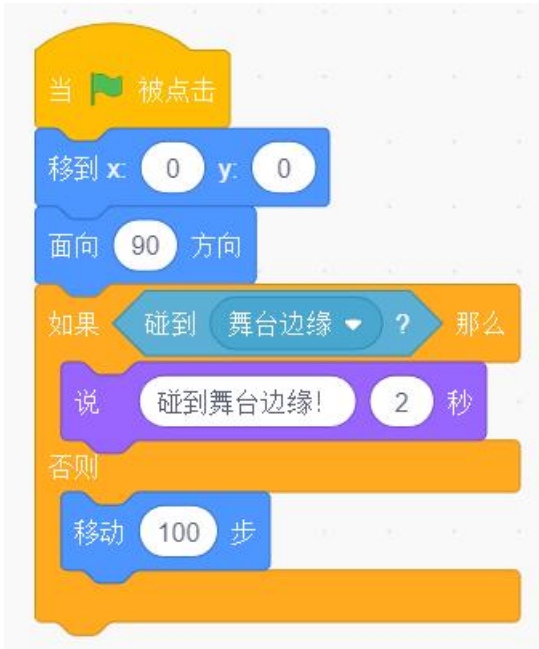 当 被点击
移到 x: 0 y: 0
面向 90 方向
如果 碰到 舞台边缘 ? 那么
说 碰到舞台边缘! 2 秒
否则
移动 100 步